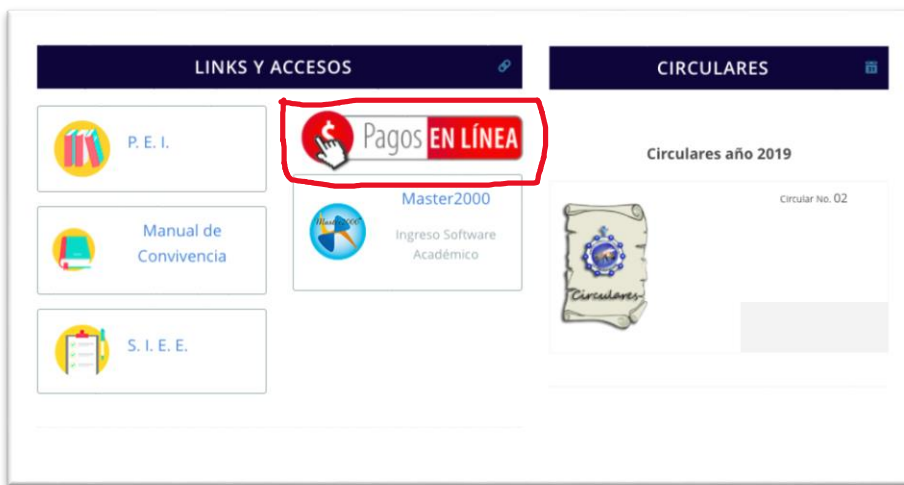 LINKS Y ACCESOS
P. E. I.
Manual de
Convivencia
S. I. E. E.
$
Pagos EN LÍNEA
Master2000
Master2000
Ingreso Software
Académico
CIRCULARES
Circulares año 2019
Circular No. 02
Circulares